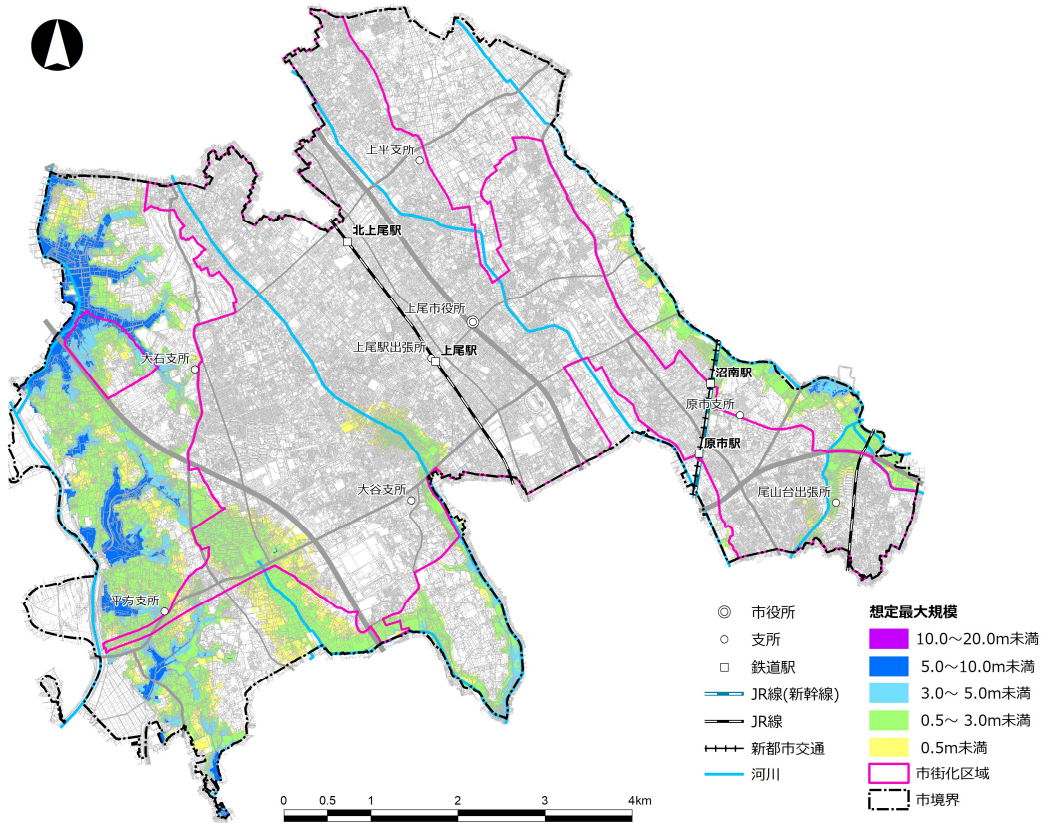 上平支所
北上尾駅
上尾市役所
上尾駅出張所
上尾駅
大石支所
沼南駅
原市支所
原市駅
大谷支所
尾山台出張所
平方支所
市役所
支所
鉄道駅
JR線(新幹線)
JR線
新都市交通
河川
想定最大規模
10.0～20.0m未満
5.0～10.0m未満
3.0～ 5.0m未満
0.5～ 3.0m未満
0.5m未満
市街化区域
市境界
0 0.5 1 2 3 4km